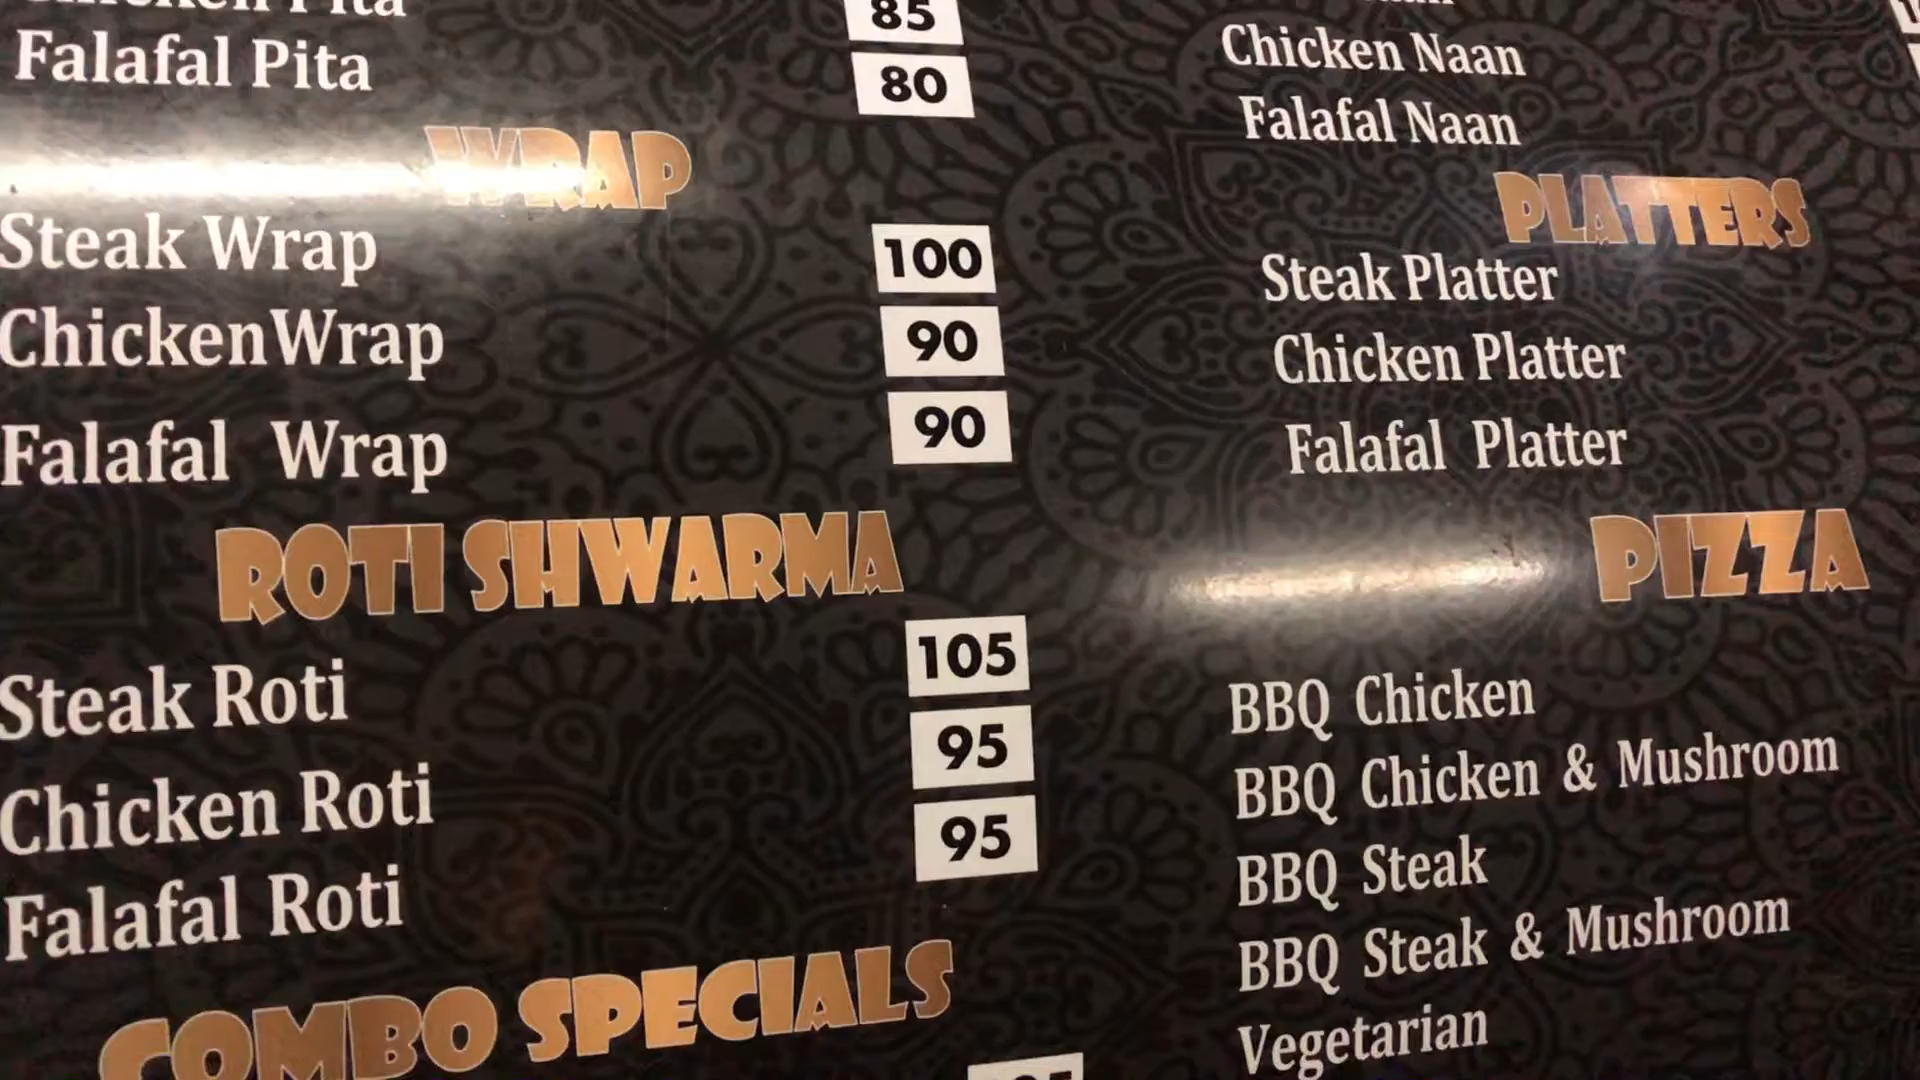 Chicken Pita 85
Falafal Pita 80
WRAP
Steak Wrap 100
ChickenWrap 90
Falafal Wrap 90
ROTI SHWARMA
Steak Roti 105
Chicken Roti 95
Falafal Roti 95
COMBO SPECIALS
Chicken Naan
Falafal Naan
PLATTERS
Steak Platter
Chicken Platter
Falafal Platter
PIZZA
BBQ Chicken
BBQ Chicken & Mushroom
BBQ Steak
BBQ Steak & Mushroom
Vegetarian